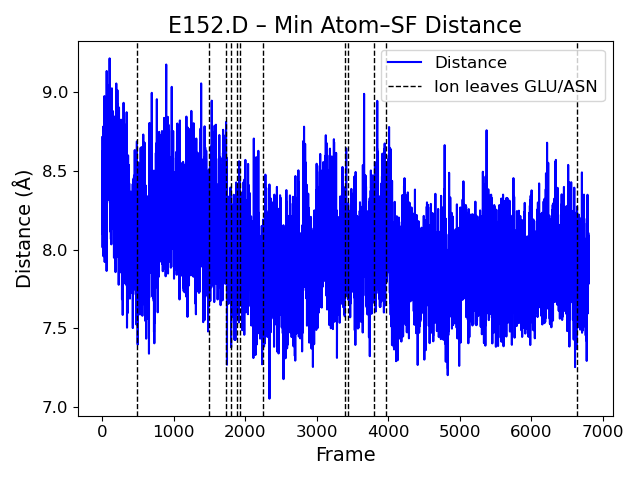 E152.D – Min Atom–SF Distance
Distance
Ion leaves GLU/ASN
Distance (Å)
9.0
8.5
8.0
7.5
7.0
0 1000 2000 3000 4000 5000 6000 7000
Frame